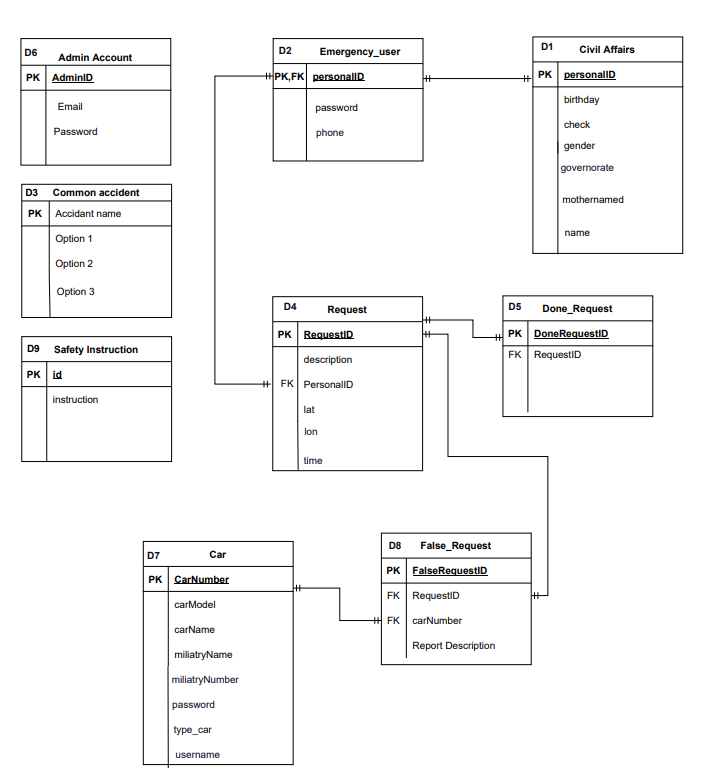 D6 Admin Account
PK AdminID
Email
Password
D2 Emergency_user
PK,FK personalID
password
phone
D1 Civil Affairs
PK personalID
birthday
check
gender
governorate
mothernamed
name
D3 Common accident
PK Accidant name
Option 1
Option 2
Option 3
D9 Safety Instruction
PK id
instruction
D4 Request
PK RequestID
description
FK PersonalID
lat
lon
time
D5 Done_Request
PK DoneRequestID
FK RequestID
D7 Car
PK CarNumber
carModel
carName
miliatryName
miliatryNumber
password
type_car
username
D8 False_Request
PK FalseRequestID
FK RequestID
FK carNumber
Report Description